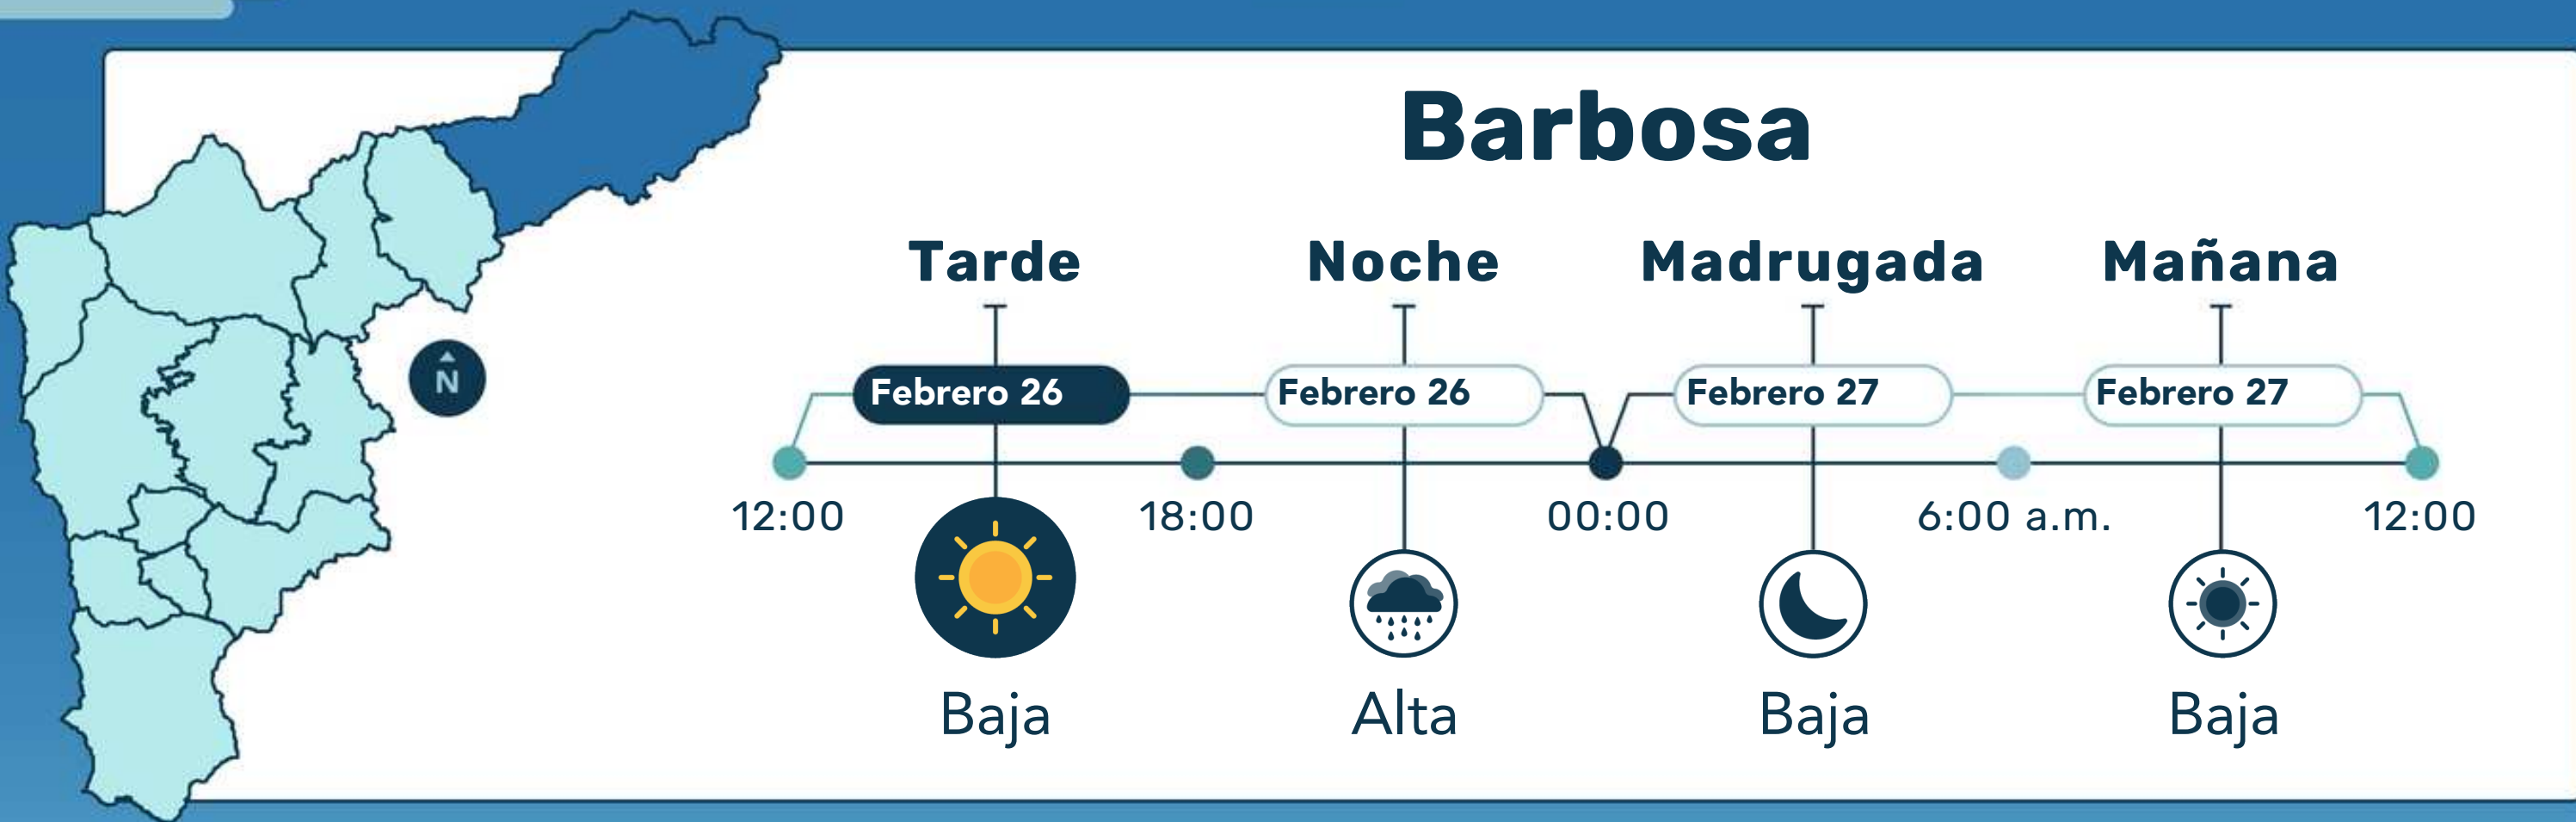 Barbosa
Tarde Noche Madrugada Mañana
Febrero 26 Febrero 26 Febrero 27 Febrero 27
N
12:00 18:00 00:00 6:00 a.m. 12:00
Baja Alta Baja Baja